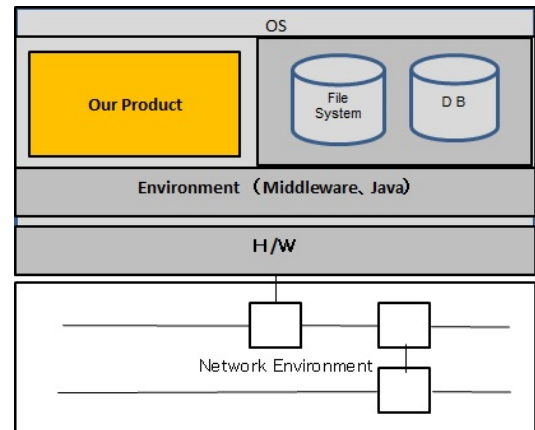 OS
Our Product
File
System
D B
Environment （Middleware、Java）
H/W
Network Environment